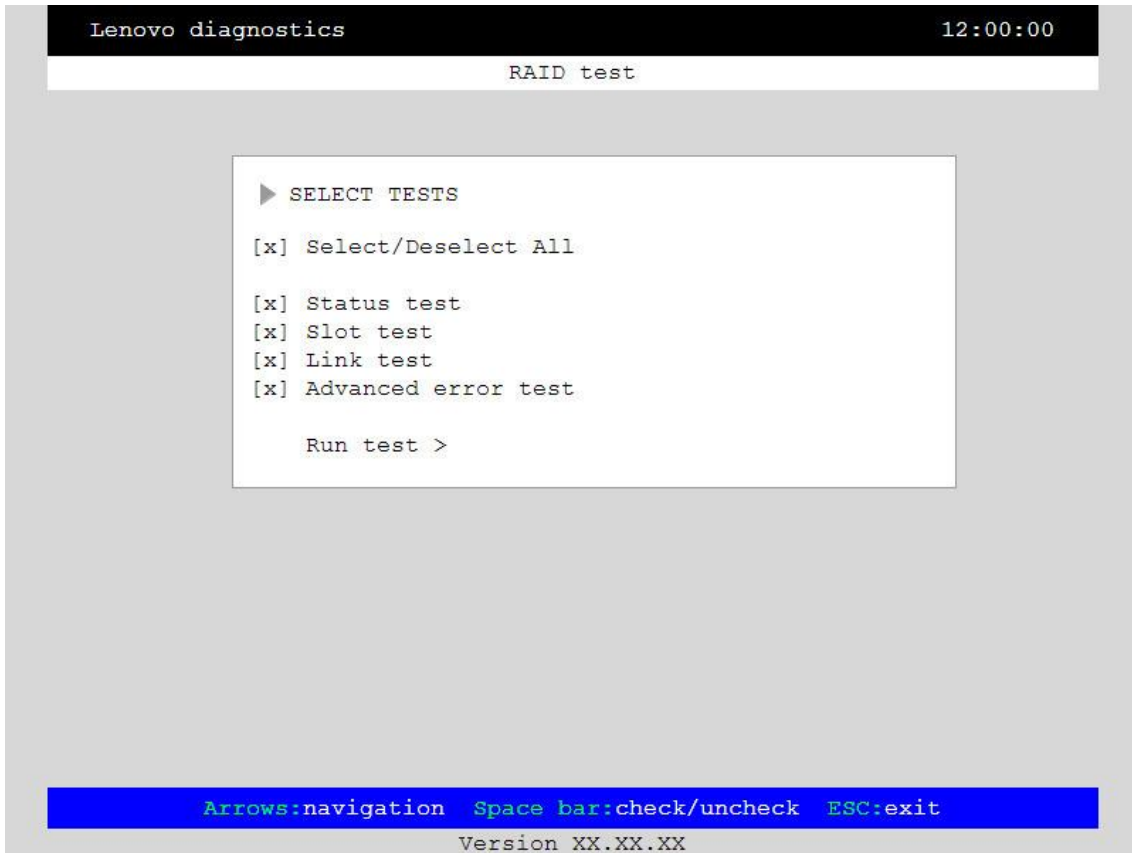 Lenovo diagnostics 12:00:00
RAID test
SELECT TESTS
[x] Select/Deselect All
[x] Status test
[x] Slot test
[x] Link test
[x] Advanced error test
Run test >
Arrows:navigation Space bar:check/uncheck ESC:exit
Version XX.XX.XX